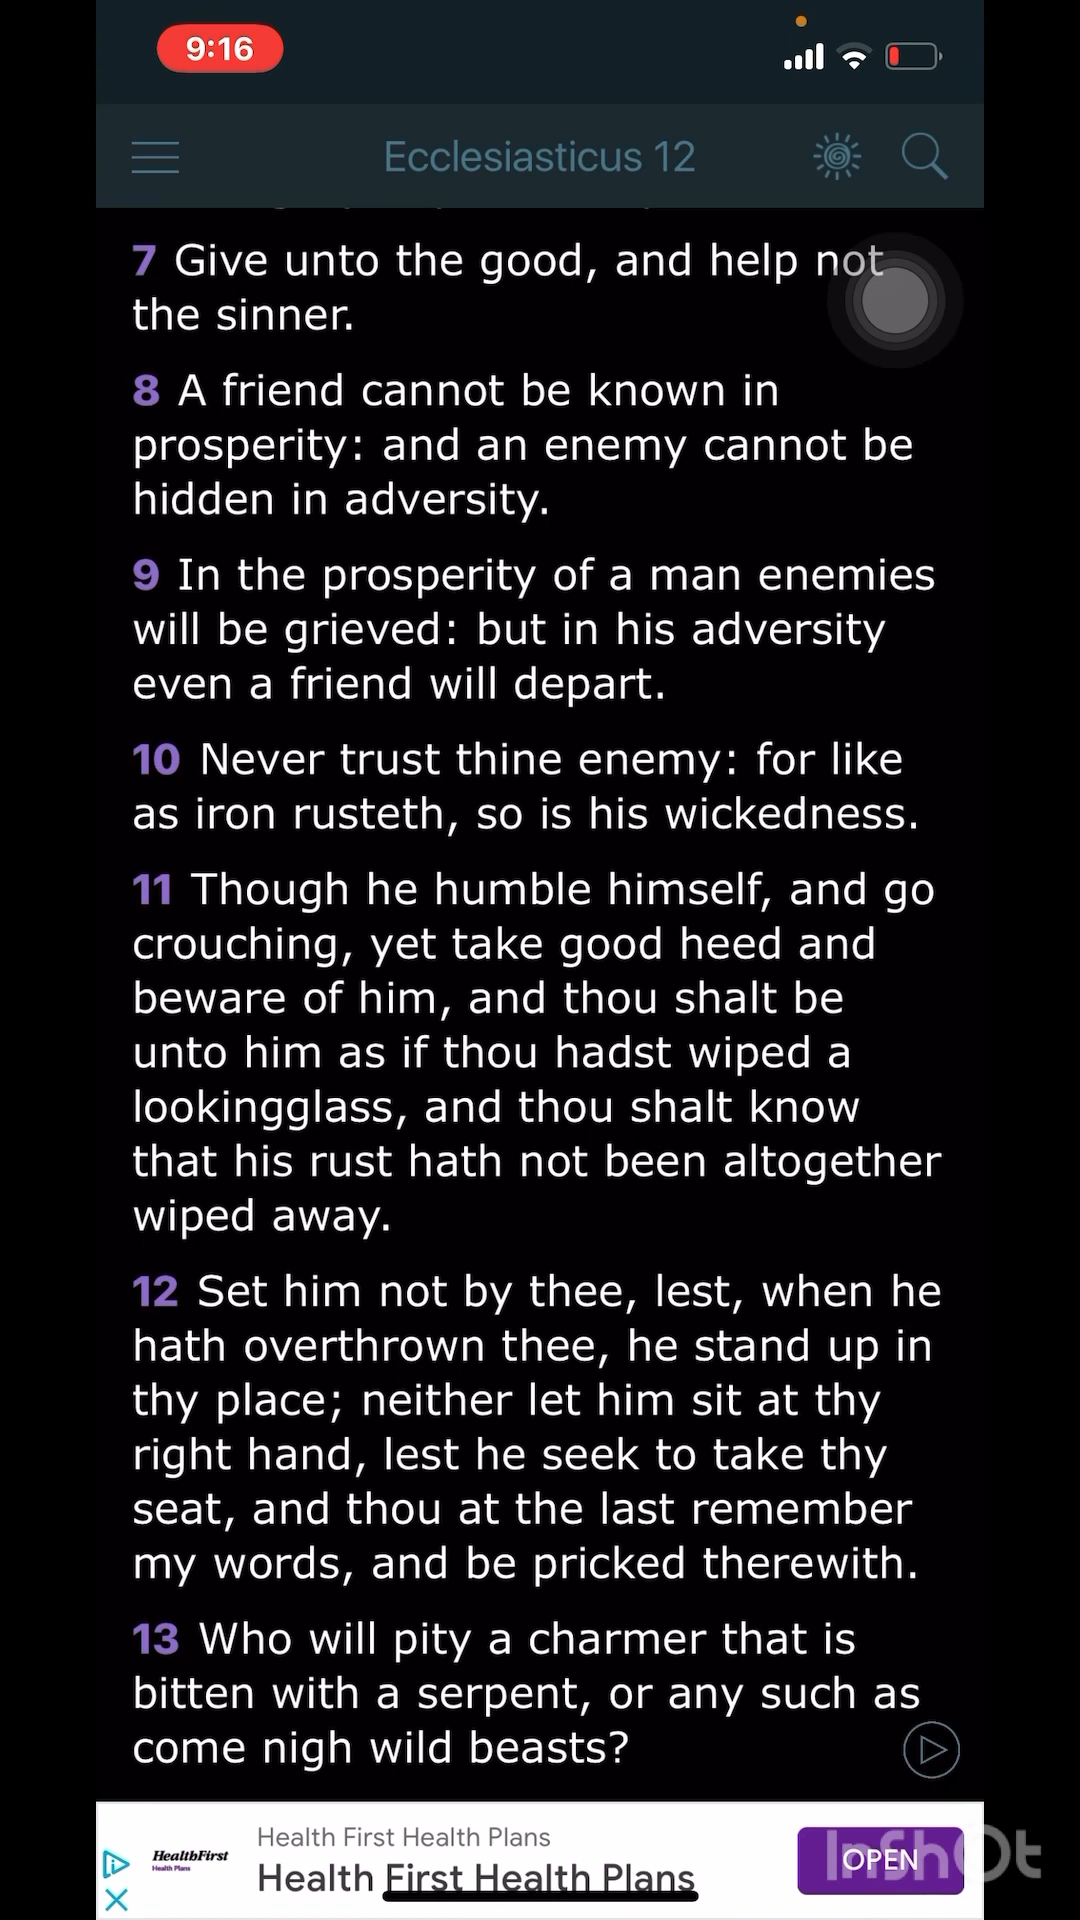 9:16
Ecclesiasticus 12
7 Give unto the good, and help not
the sinner.
8 A friend cannot be known in
prosperity: and an enemy cannot be
hidden in adversity.
9 In the prosperity of a man enemies
will be grieved: but in his adversity
even a friend will depart.
10 Never trust thine enemy: for like
as iron rusteth, so is his wickedness.
11 Though he humble himself, and go
crouching, yet take good heed and
beware of him, and thou shalt be
unto him as if thou hadst wiped a
lookingglass, and thou shalt know
that his rust hath not been altogether
wiped away.
12 Set him not by thee, lest, when he
hath overthrown thee, he stand up in
thy place; neither let him sit at thy
right hand, lest he seek to take thy
seat, and thou at the last remember
my words, and be pricked therewith.
13 Who will pity a charmer that is
bitten with a serpent, or any such as
come nigh wild beasts?
Health First Health Plans
HealthFirst
Health Plans
Health First Health Plans
OPEN
InShOt